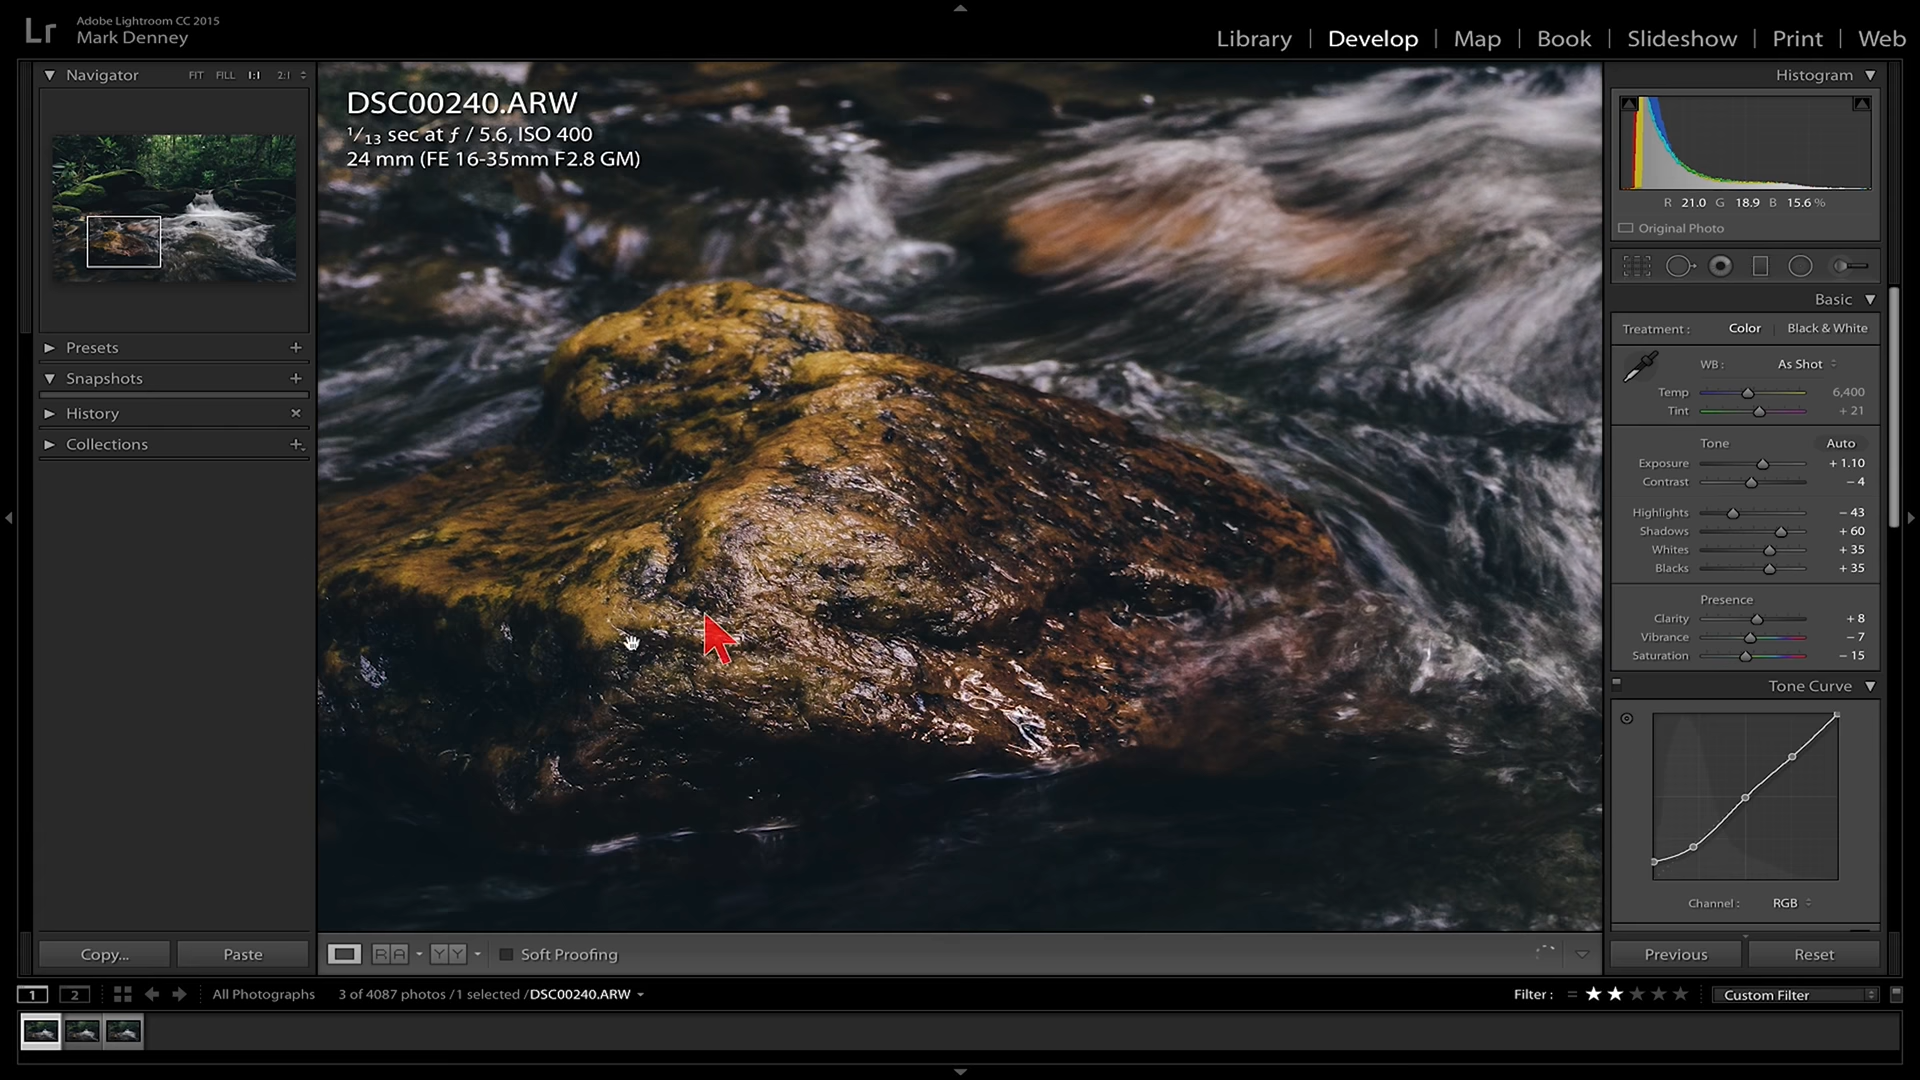 Lr
Adobe Lightroom CC 2015
Mark Denney
Library | Develop | Map | Book | Slideshow | Print | Web
Navigator FIT FILL 1:1 2:1
Presets
Snapshots
History
Collections
Copy...
Paste
DSC00240.ARW
1/13 sec at ƒ / 5.6, ISO 400
24 mm (FE 16-35mm F2.8 GM)
Histogram
R 21.0 G 18.9 B 15.6 %
Original Photo
Basic
Treatment : Color | Black & White
WB : As Shot
Temp 6,400
Tint + 21
Tone Auto
Exposure + 1.10
Contrast – 4
Highlights – 43
Shadows + 60
Whites + 35
Blacks + 35
Presence
Clarity + 8
Vibrance – 7
Saturation – 15
Tone Curve
Channel : RGB
Previous
Reset
R A
Y Y
Soft Proofing
1 2 All Photographs 3 of 4087 photos /1 selected /DSC00240.ARW
Filter : Custom Filter